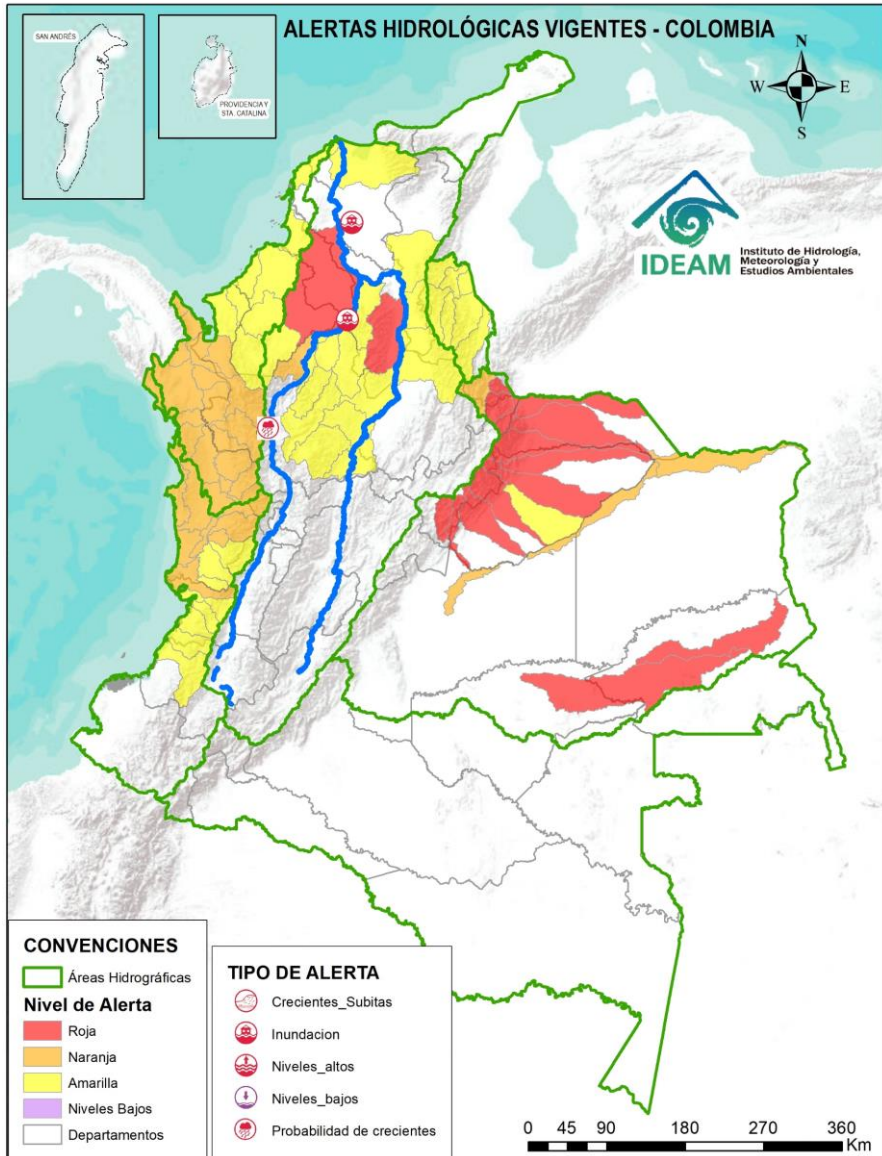 ALERTAS HIDROLÓGICAS VIGENTES - COLOMBIA
SAN ANDRÉS
PROVIDENCIA Y
STA. CATALINA
N
W
E
S
IDEAM
Instituto de Hidrología,
Meteorología y
Estudios Ambientales
CONVENCIONES
Áreas Hidrográficas
Nivel de Alerta
Roja
Naranja
Amarilla
Niveles Bajos
Departamentos
TIPO DE ALERTA
Crecientes_Subitas
Inundacion
Niveles_altos
Niveles_bajos
Probabilidad de crecientes
0 45 90 180 270 360
Km